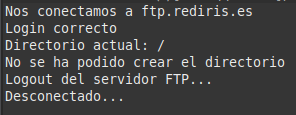 Nos conectamos a ftp.rediris.es
Login correcto
Directorio actual: /
No se ha podido crear el directorio
Logout del servidor FTP...
Desconectado...